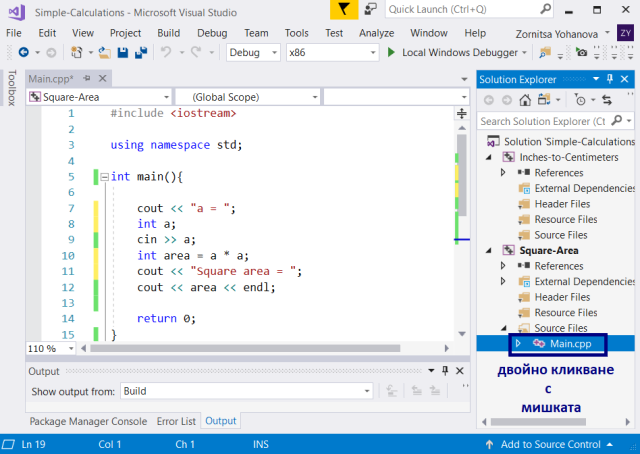 Simple-Calculations - Microsoft Visual Studio
Quick Launch (Ctrl+Q)
File Edit View Project Build Debug Team Tools Test Analyze Window Help Zornitsa Yohanova ZY
Debug x86 Local Windows Debugger
Toolbox
Main.cpp*
Square-Area (Global Scope)
1 #include <iostream>
2
3 using namespace std;
4
5 int main(){
6
7 cout << "a = ";
8 int a;
9 cin >> a;
10 int area = a * a;
11 cout << "Square area = ";
12 cout << area << endl;
13
14 return 0;
15 }
110 %
Solution Explorer
Search Solution Explorer (Ct
Solution 'Simple-Calculations
Inches-to-Centimeters
References
External Dependencies
Header Files
Resource Files
Source Files
Square-Area
References
External Dependencies
Header Files
Resource Files
Source Files
Main.cpp
двойно кликване
с
мишката
Output
Show output from: Build
Package Manager Console Error List Output
Ln 19 Col 1 Ch 1 INS Add to Source Control